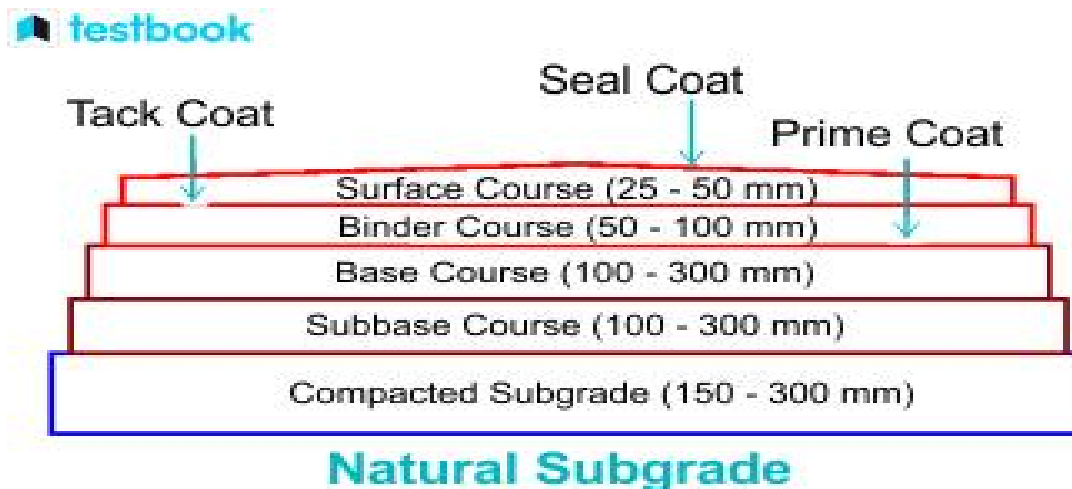 testbook
Seal Coat
Tack Coat
Prime Coat
Surface Course (25 - 50 mm)
Binder Course (50 - 100 mm)
Base Course (100 - 300 mm)
Subbase Course (100 - 300 mm)
Compacted Subgrade (150 - 300 mm)
Natural Subgrade